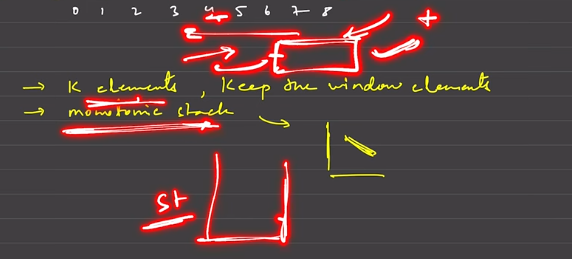 0 1 2 3 4 5 6 7 8
+
→ K elements, Keep the window elements
→ monotonic stack
st